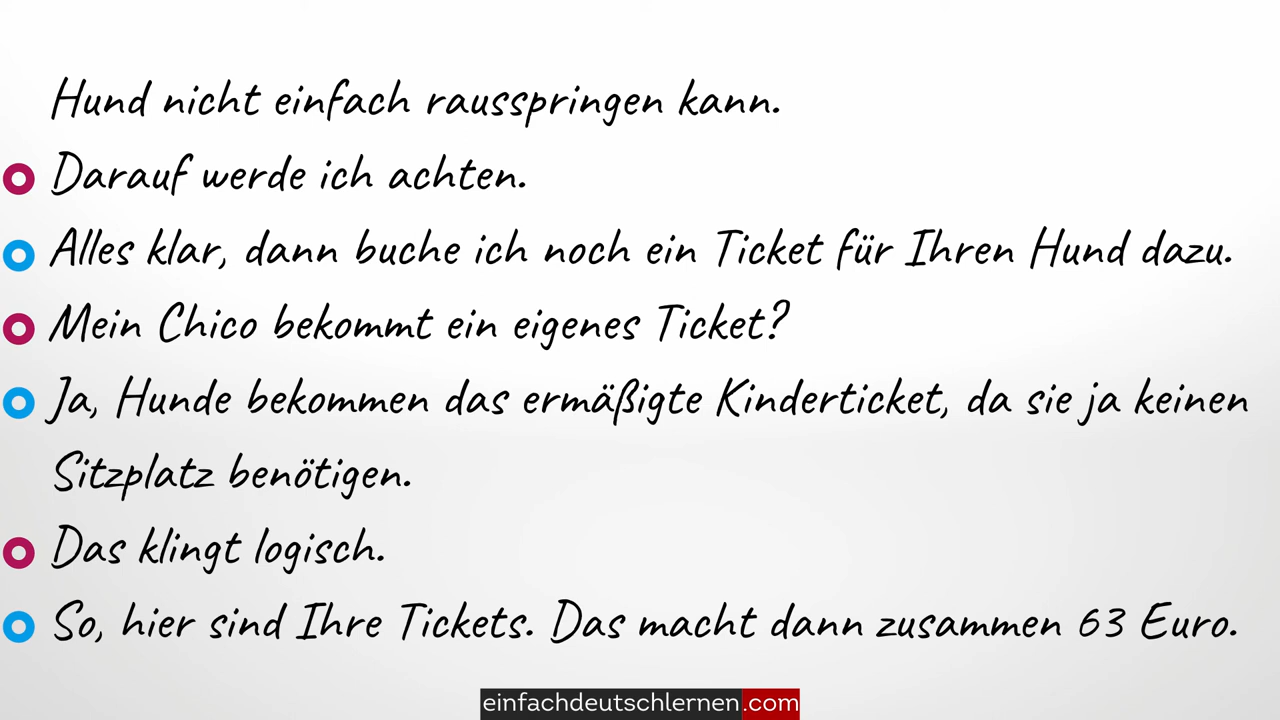 Hund nicht einfach rausspringen kann.
Darauf werde ich achten.
Alles klar, dann buche ich noch ein Ticket für Ihren Hund dazu.
Mein Chico bekommt ein eigenes Ticket?
Ja, Hunde bekommen das ermäßigte Kinderticket, da sie ja keinen
Sitzplatz benötigen.
Das klingt logisch.
So, hier sind Ihre Tickets. Das macht dann zusammen 63 Euro.
einfachdeutschlernen.com